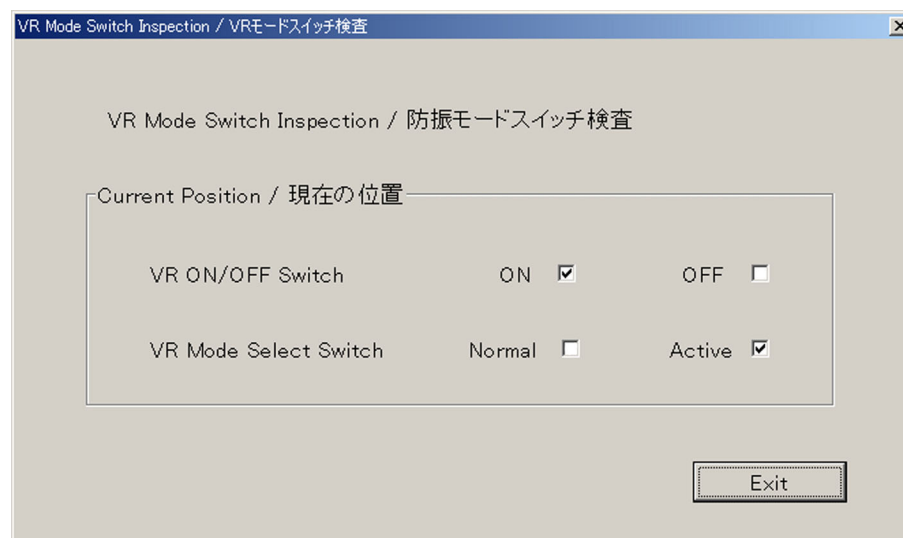 VR Mode Switch Inspection / VRモードスイッチ検査
VR Mode Switch Inspection / 防振モードスイッチ検査
Current Position / 現在の位置
VR ON/OFF Switch ON OFF
VR Mode Select Switch Normal Active
Exit